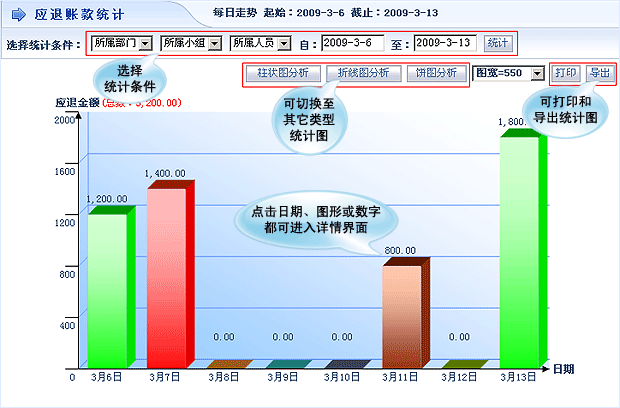 应退账款统计
每日走势 起始：2009-3-6 截止：2009-3-13
选择统计条件： 所属部门 所属小组 所属人员 自： 2009-3-6 至： 2009-3-13 统计
选择
统计条件
柱状图分析 折线图分析 饼图分析 图宽=550 打印 导出
可切换至
其它类型
统计图
可打印和
导出统计图
应退金额(总数：5,200.00)
2000
1600
1200
800
400
0
1,200.00
1,400.00
0.00
0.00
0.00
800.00
0.00
1,800.
点击日期、图形或数字
都可进入详情界面
3月6日 3月7日 3月8日 3月9日 3月10日 3月11日 3月12日 3月13日 日期